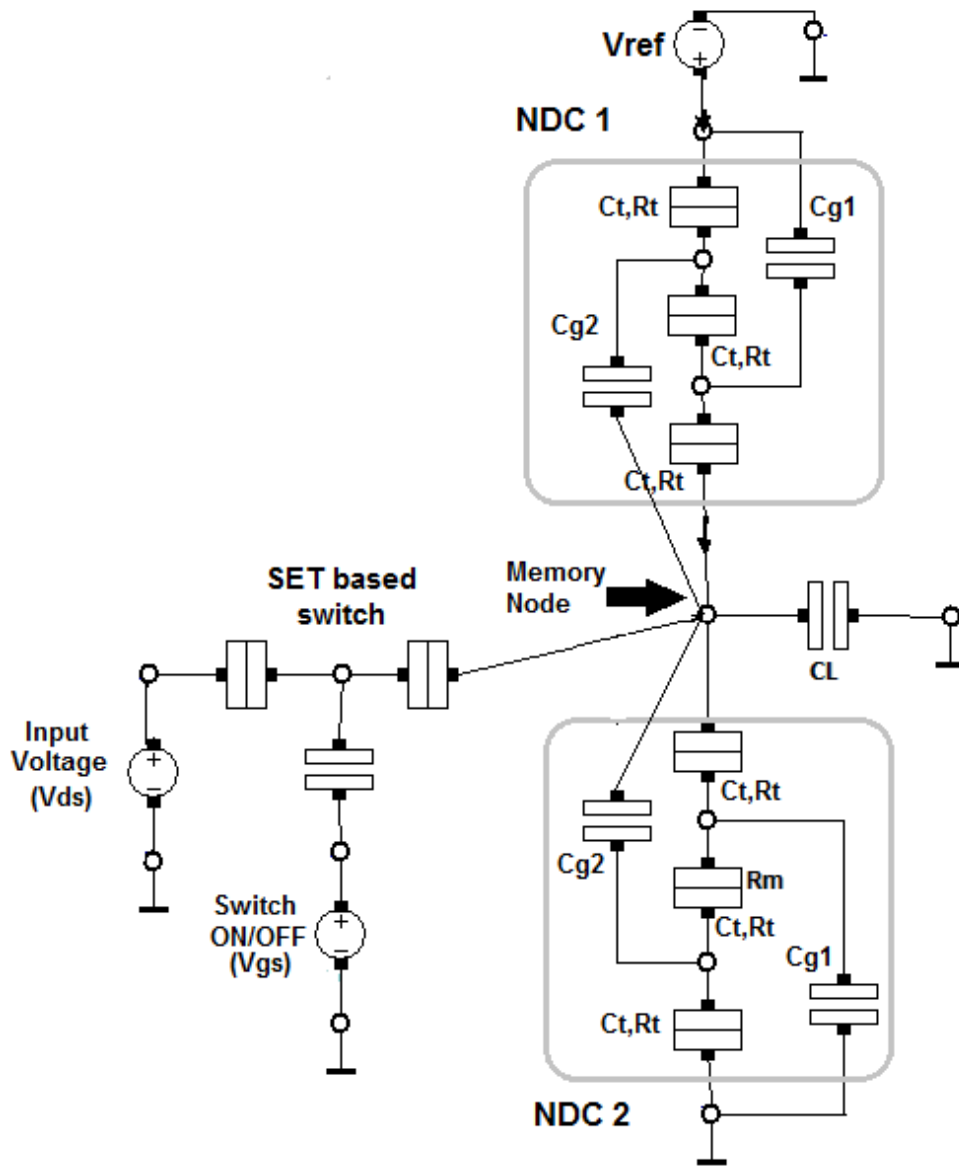 Vref
−
+
NDC 1
Ct,Rt
Cg1
Cg2
Ct,Rt
Ct,Rt
SET based
switch
Memory
Node
CL
Input
Voltage
(Vds)
+
−
Ct,Rt
Cg2
Rm
Ct,Rt
Switch
ON/OFF
(Vgs)
+
−
Cg1
Ct,Rt
NDC 2